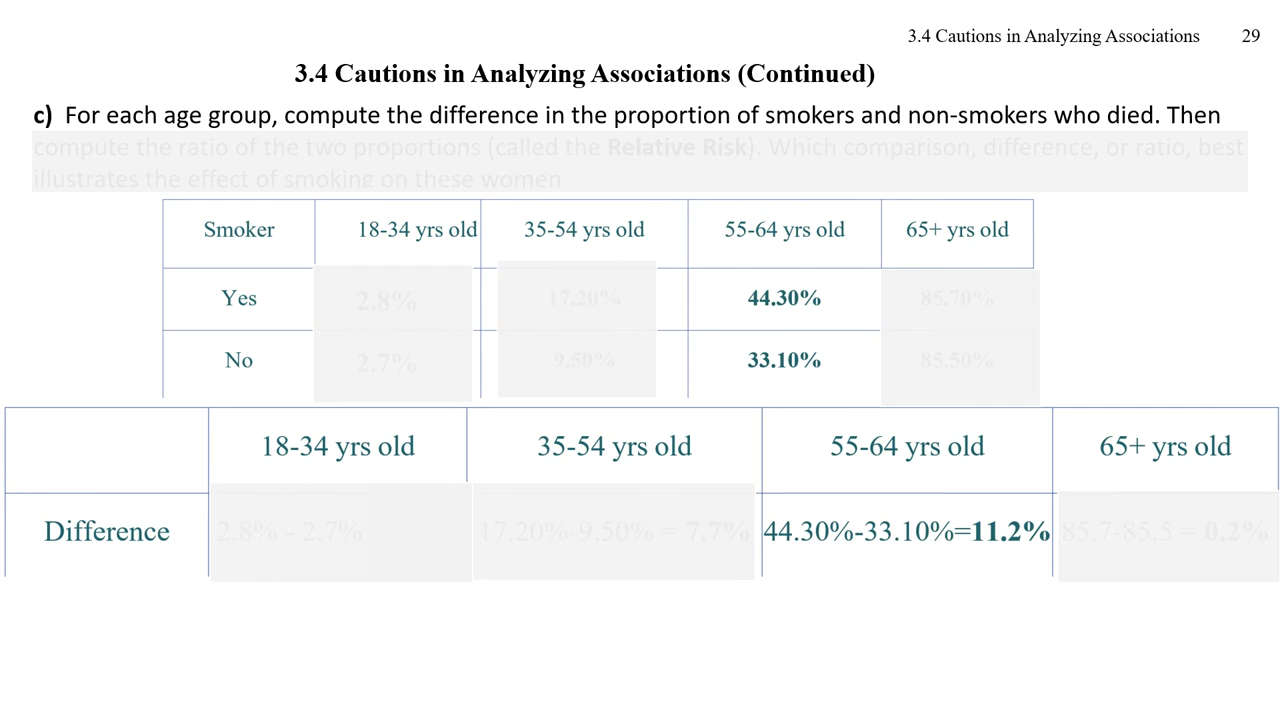 3.4 Cautions in Analyzing Associations 29
3.4 Cautions in Analyzing Associations (Continued)
c) For each age group, compute the difference in the proportion of smokers and non-smokers who died. Then
compute the ratio of the two proportions (called the Relative Risk). Which comparison, difference, or ratio, best
illustrates the effect of smoking on these women
Smoker 18-34 yrs old 35-54 yrs old 55-64 yrs old 65+ yrs old
Yes 2.8% 17.20% 44.30% 85.70%
No 2.7% 9.50% 33.10% 85.50%
18-34 yrs old 35-54 yrs old 55-64 yrs old 65+ yrs old
Difference 2.8% - 2.7% 17.20%-9.50% = 7.7% 44.30%-33.10%=11.2% 85.7-85.5 = 0.2%